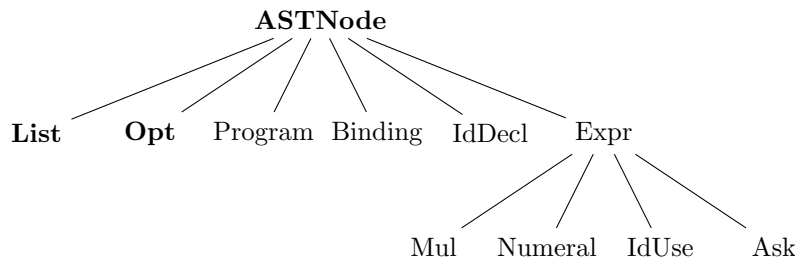 ASTNode
List Opt Program Binding IdDecl Expr
Mul Numeral IdUse Ask